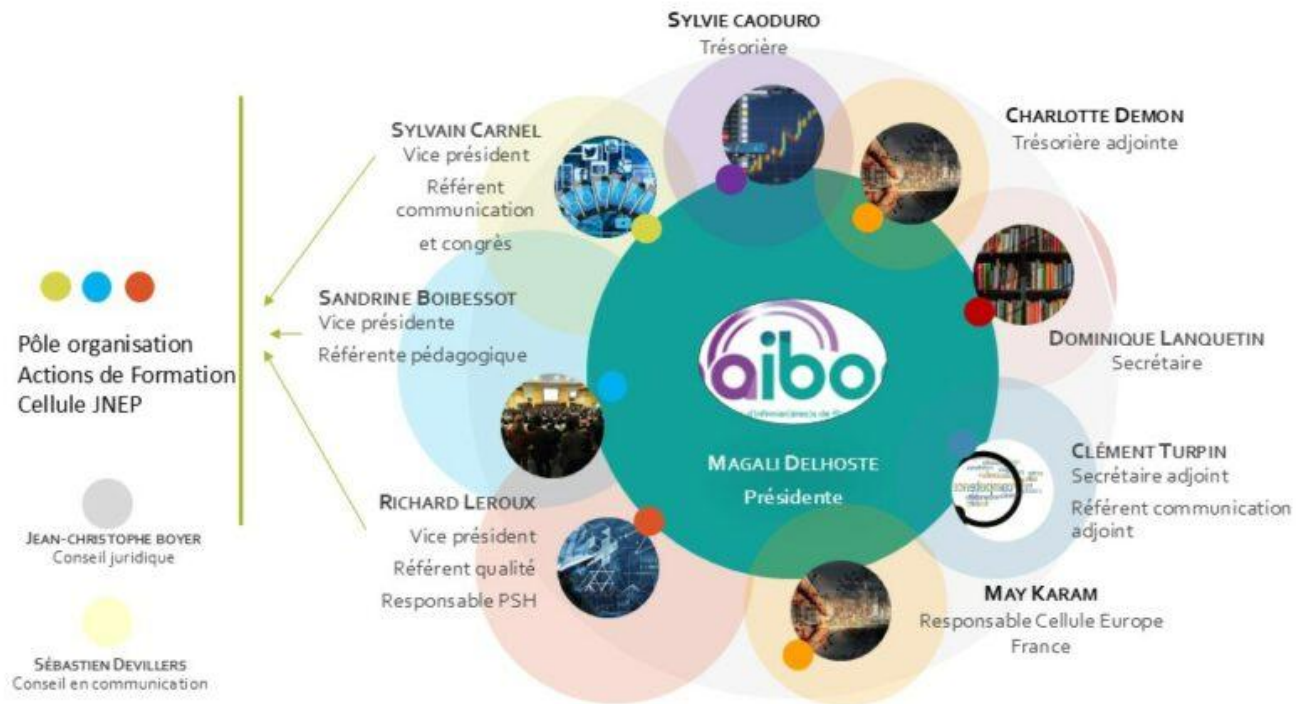 SYLVIE CAODURO
Trésorière
CHARLOTTE DEMON
Trésorière adjointe
SYLVAIN CARNEL
Vice président
Référent
communication
et congrès
SANDRINE BOIBESSOT
Vice présidente
Référente pédagogique
Pôle organisation
Actions de Formation
Cellule JNEP
DOMINIQUE LANQUETIN
Secrétaire
aibo
MAGALI DELHOSTE
Présidente
CLÉMENT TURPIN
Secrétaire adjoint
Référent communication
adjoint
RICHARD LEROUX
Vice président
Référent qualité
Responsable PSH
JEAN-CHRISTOPHE BOYER
Conseil juridique
MAY KARAM
Responsable Cellule Europe
France
SÉBASTIEN DEVILLERS
Conseil en communication